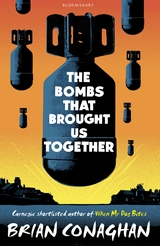 BLOOMSBURY
THE
BOMBS
THAT
BROUGHT
US
TOGETHER
Carnegie shortlisted author of When Mr Dog Bites
BRIAN CONAGHAN